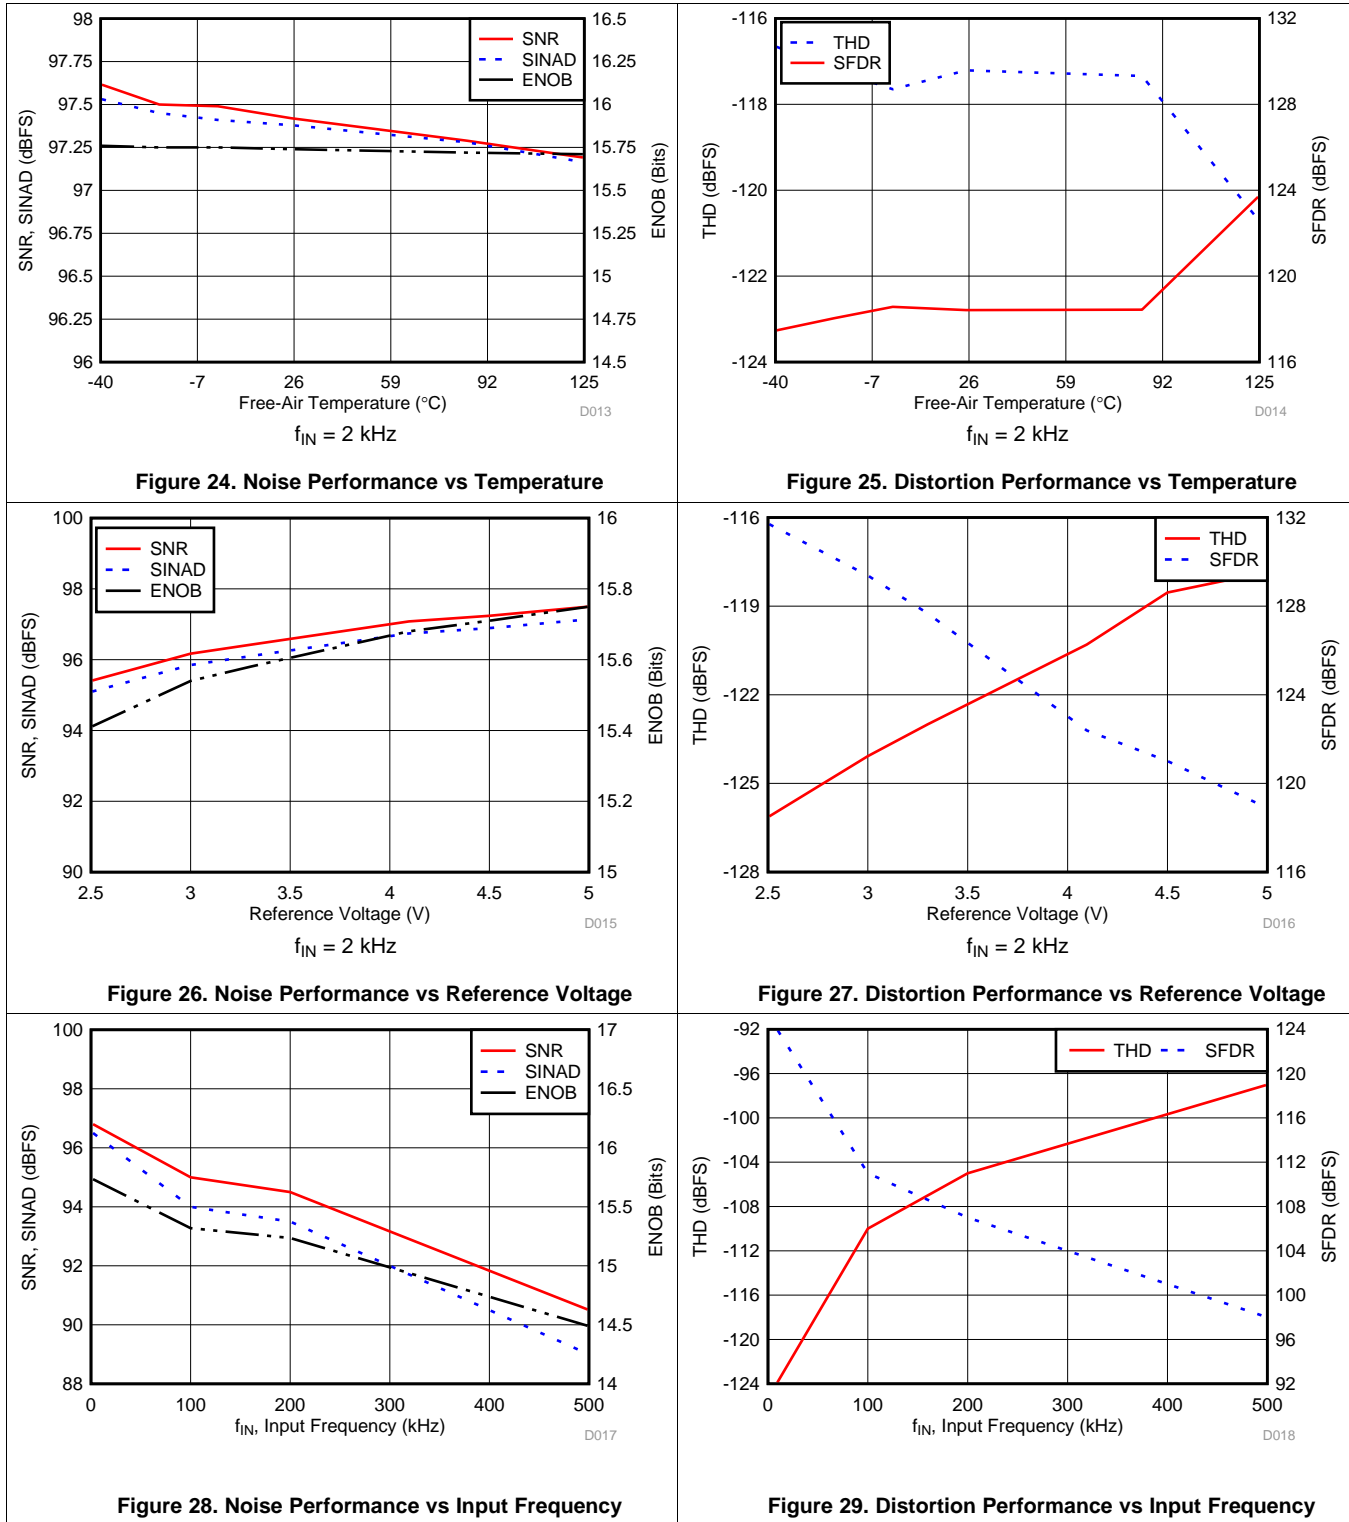 98
97.75
97.5
97.25
97
96.75
96.5
96.25
96
SNR, SINAD (dBFS)
16.5
16.25
16
15.75
15.5
15.25
15
14.75
14.5
ENOB (Bits)
SNR
SINAD
ENOB
-40 -7 26 59 92 125
Free-Air Temperature (°C)
D013
fIN = 2 kHz
Figure 24. Noise Performance vs Temperature
-116
-118
-120
-122
-124
THD (dBFS)
132
128
124
120
116
SFDR (dBFS)
THD
SFDR
-40 -7 26 59 92 125
Free-Air Temperature (°C)
D014
fIN = 2 kHz
Figure 25. Distortion Performance vs Temperature
100
98
96
94
92
90
SNR, SINAD (dBFS)
16
15.8
15.6
15.4
15.2
15
ENOB (Bits)
SNR
SINAD
ENOB
2.5 3 3.5 4 4.5 5
Reference Voltage (V)
D015
fIN = 2 kHz
Figure 26. Noise Performance vs Reference Voltage
-116
-119
-122
-125
-128
THD (dBFS)
132
128
124
120
116
SFDR (dBFS)
THD
SFDR
2.5 3 3.5 4 4.5 5
Reference Voltage (V)
D016
fIN = 2 kHz
Figure 27. Distortion Performance vs Reference Voltage
100
98
96
94
92
90
88
SNR, SINAD (dBFS)
17
16.5
16
15.5
15
14.5
14
ENOB (Bits)
SNR
SINAD
ENOB
0 100 200 300 400 500
fIN, Input Frequency (kHz)
D017
Figure 28. Noise Performance vs Input Frequency
-92
-96
-100
-104
-108
-112
-116
-120
-124
THD (dBFS)
124
120
116
112
108
104
100
96
92
SFDR (dBFS)
THD SFDR
0 100 200 300 400 500
fIN, Input Frequency (kHz)
D018
Figure 29. Distortion Performance vs Input Frequency